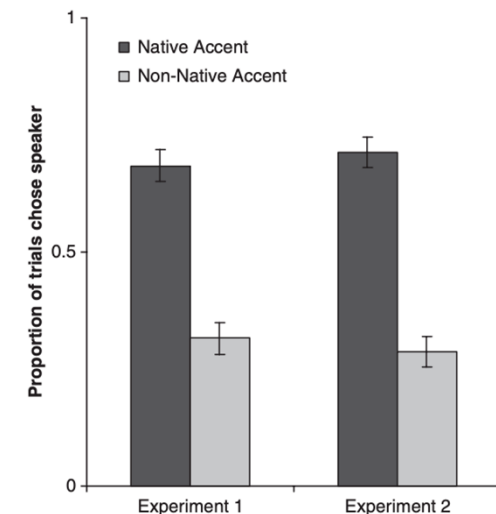 1
Native Accent
Non-Native Accent
Proportion of trials chose speaker
0.5
0
Experiment 1
Experiment 2